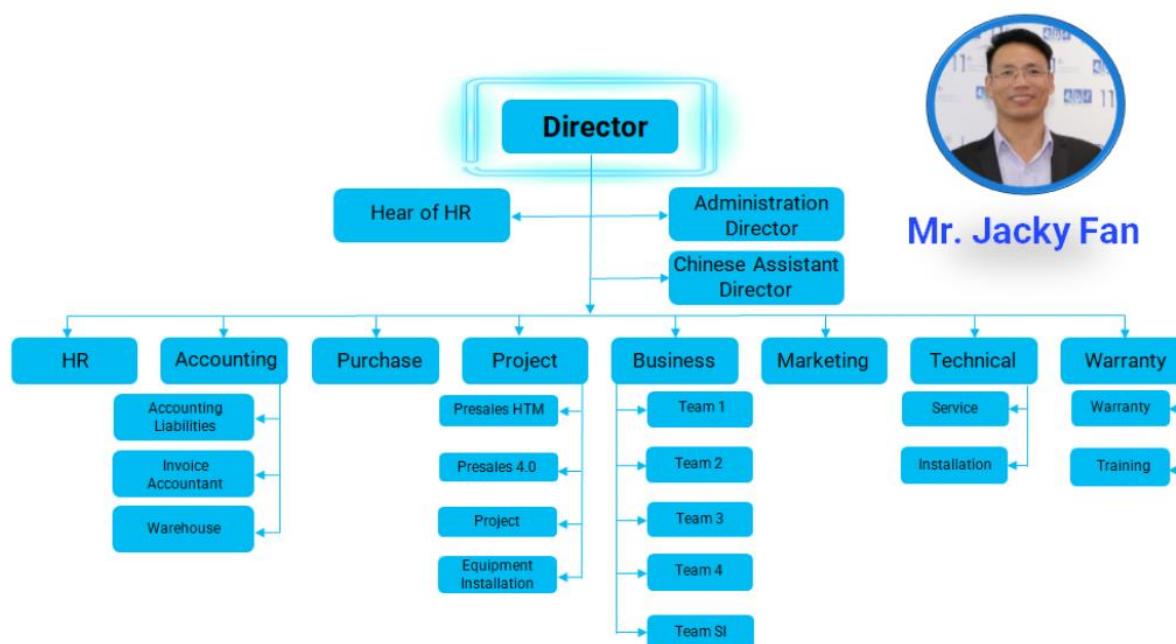 Director
Mr. Jacky Fan
Hear of HR
Administration
Director
Chinese Assistant
Director
HR
Accounting
Purchase
Project
Business
Marketing
Technical
Warranty
Accounting
Liabilities
Invoice
Accountant
Warehouse
Presales HTM
Presales 4.0
Project
Equipment
Installation
Team 1
Team 2
Team 3
Team 4
Team SI
Service
Installation
Warranty
Training